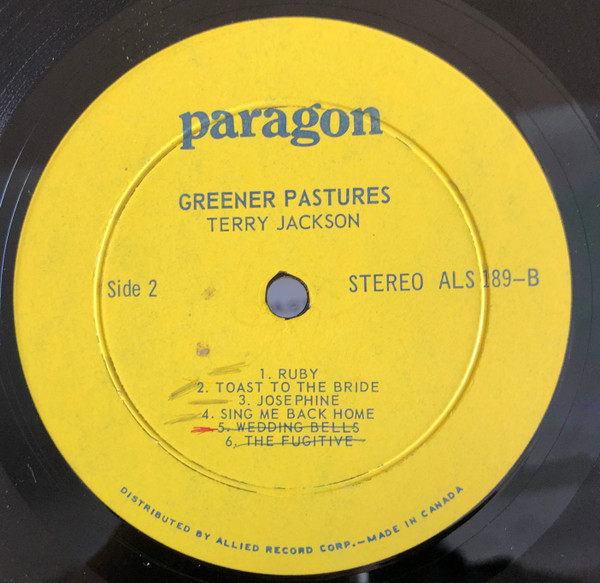 paragon
GREENER PASTURES
TERRY JACKSON
Side 2
STEREO ALS 189-B
1. RUBY
2. TOAST TO THE BRIDE
3. JOSEPHINE
4. SING ME BACK HOME
5. WEDDING BELLS
6. THE FUGITIVE
DISTRIBUTED BY ALLIED RECORD CORP.—MADE IN CANADA